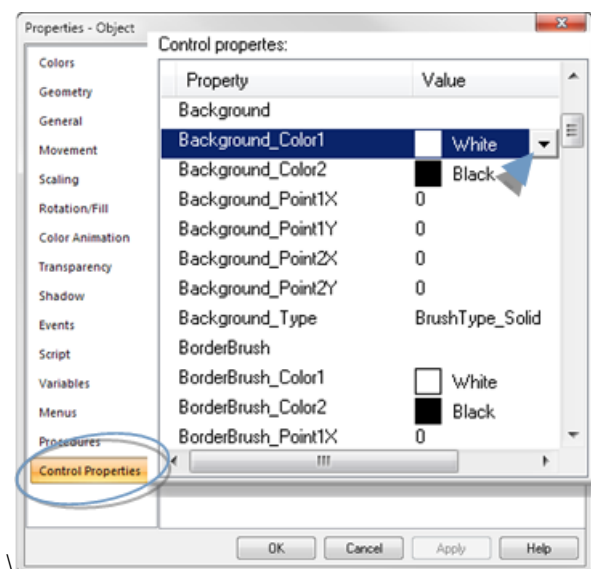 Properties - Object
Colors
Geometry
General
Movement
Scaling
Rotation/Fill
Color Animation
Transparency
Shadow
Events
Script
Variables
Menus
Procedures
Control Properties
Control propertes:
Property Value
Background
Background_Color1 White
Background_Color2 Black
Background_Point1X 0
Background_Point1Y 0
Background_Point2X 0
Background_Point2Y 0
Background_Type BrushType_Solid
BorderBrush
BorderBrush_Color1 White
BorderBrush_Color2 Black
BorderBrush_Point1X 0
OK Cancel Apply Help
\